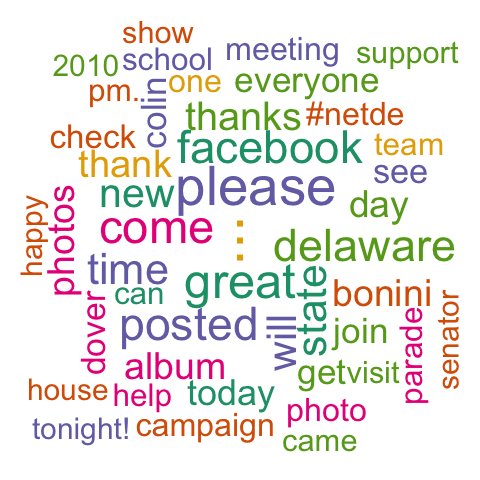 show
2010 school meeting support
pm.. colin one everyone
check thanks #netde
thank facebook team
new please see
happy photos come ... day
time delaware
can great state bonini
dover posted will join parade senator
album get visit
house help today photo
tonight! campaign came